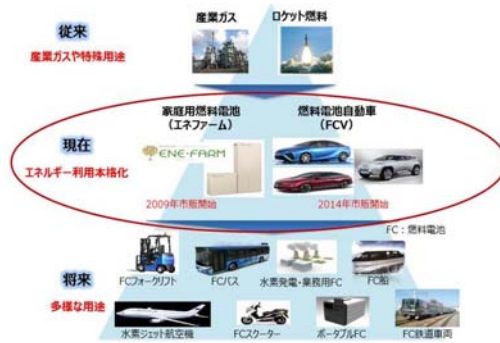 従来
産業ガスや特殊用途
産業ガス
ロケット燃料
現在
エネルギー利用本格化
家庭用燃料電池
（エネファーム）
燃料電池自動車
（FCV）
ENE・FARM
2009年市販開始
2014年市販開始
FC：燃料電池
将来
多様な用途
FCフォークリフト
FCバス
水素発電・業務用FC
FC船
水素ジェット航空機
FCスクーター
ポータブルFC
FC鉄道車両